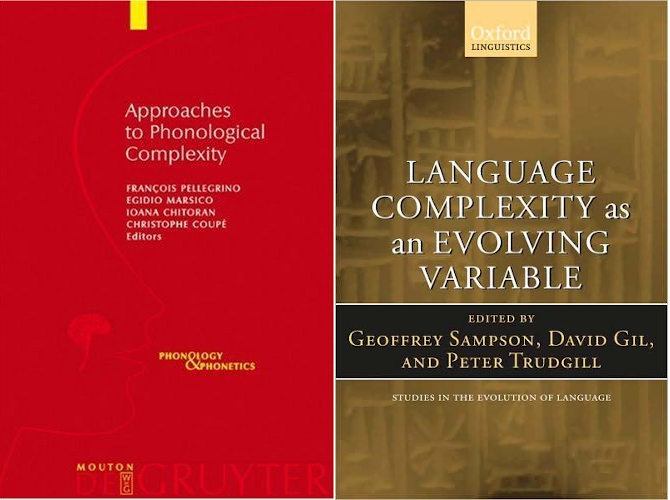 Approaches
to Phonological
Complexity
FRANÇOIS PELLEGRINO
EGIDIO MARSICO
IOANA CHITORAN
CHRISTOPHE COUPÉ
Editors
PHONOLOGY
&PHONETICS
MOUTON
DE GRUYTER
Oxford
LINGUISTICS
LANGUAGE
COMPLEXITY as
an EVOLVING
VARIABLE
EDITED BY
GEOFFREY SAMPSON, DAVID GIL,
AND PETER TRUDGILL
STUDIES IN THE EVOLUTION OF LANGUAGE